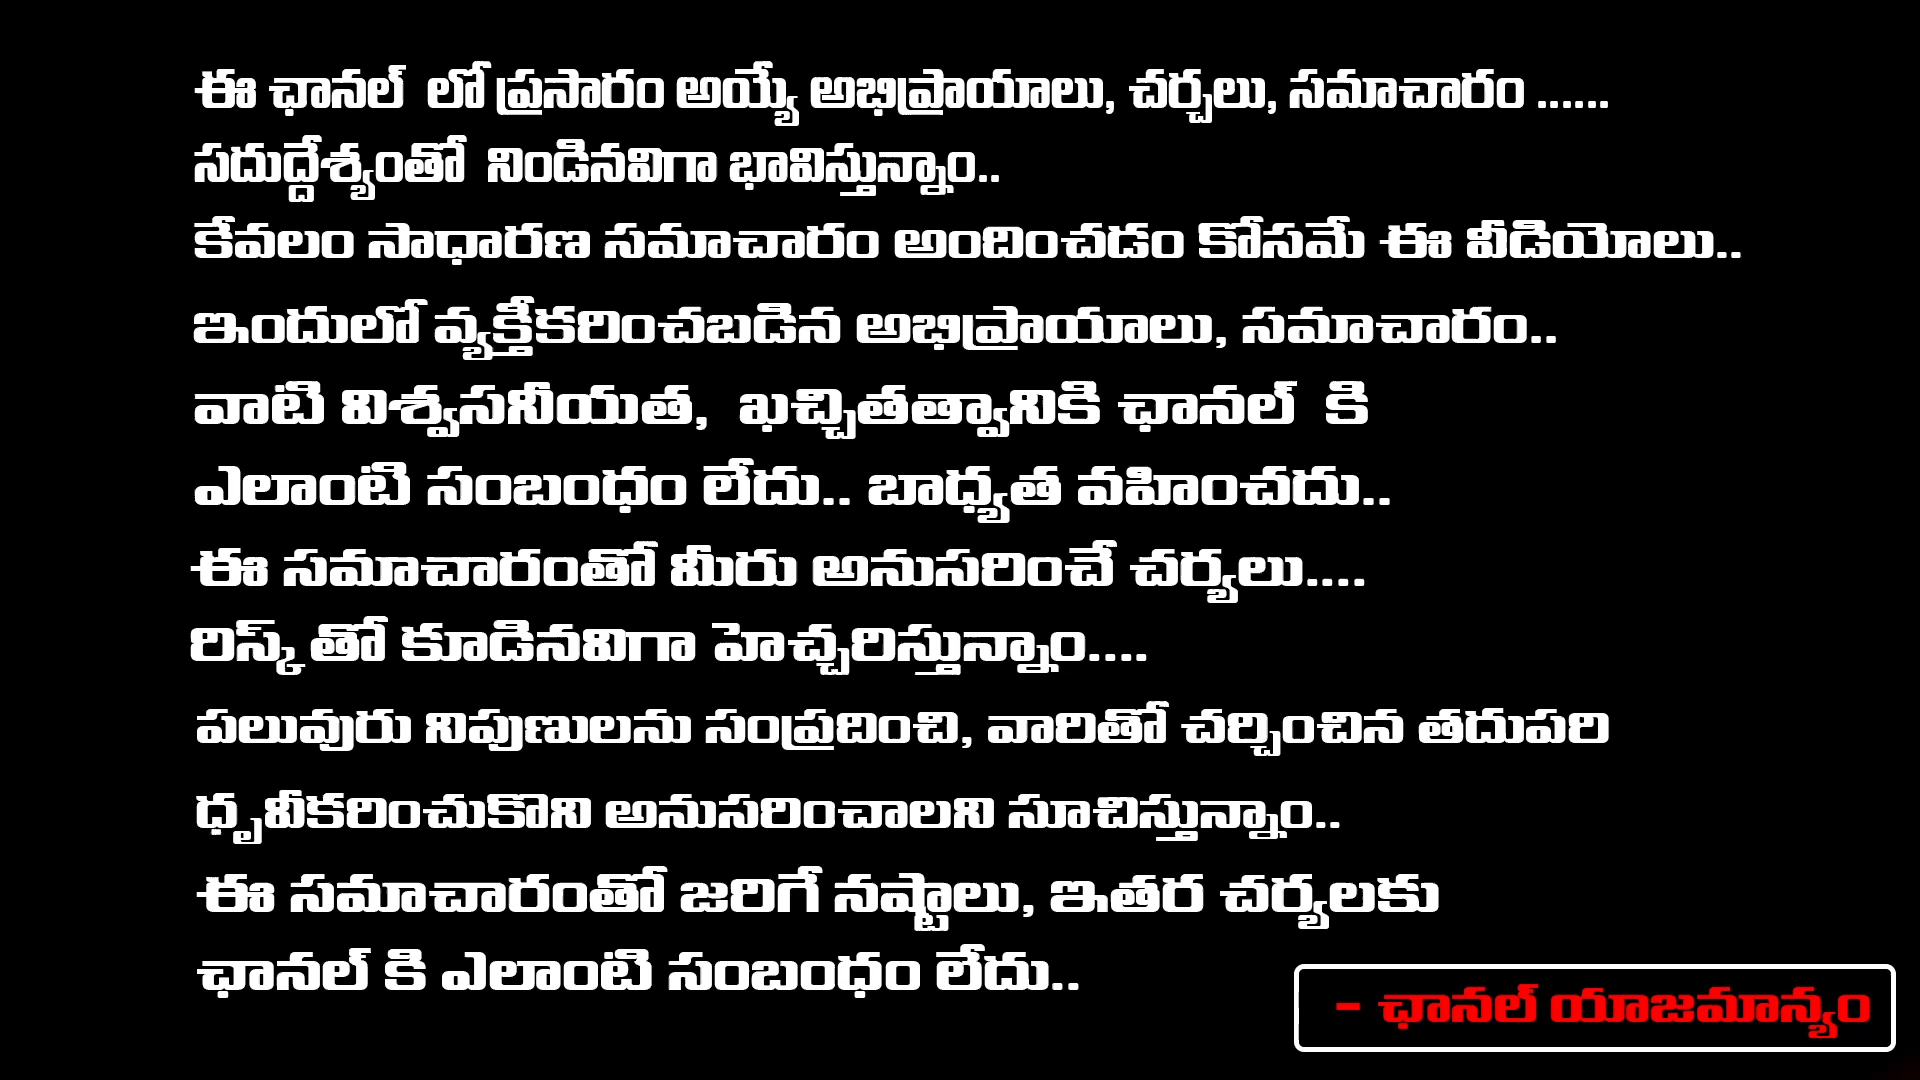 ఈ ఛానల్ లో ప్రసారం అయ్యే అభిప్రాయాలు, చర్చలు, సమాచారం ......
సదుద్దేశ్యంతో నిండినవిగా భావిస్తున్నాం..
కేవలం సాధారణ సమాచారం అందించడం కోసమే ఈ వీడియోలు..
ఇందులో వ్యక్తీకరించబడిన అభిప్రాయాలు, సమాచారం..
వాటి విశ్వసనీయత, ఖచ్చితత్వానికి ఛానల్ కి
ఎలాంటి సంబంధం లేదు.. బాధ్యత వహించదు..
ఈ సమాచారంతో మీరు అనుసరించే చర్యలు....
రిస్క్ తో కూడినవిగా హెచ్చరిస్తున్నాం....
పలువురు నిపుణులను సంప్రదించి, వారితో చర్చించిన తదుపరి
ధృవీకరించుకొని అనుసరించాలని సూచిస్తున్నాం..
ఈ సమాచారంతో జరిగే నష్టాలు, ఇతర చర్యలకు
ఛానల్ కి ఎలాంటి సంబంధం లేదు..
- ఛానల్ యాజమాన్యం